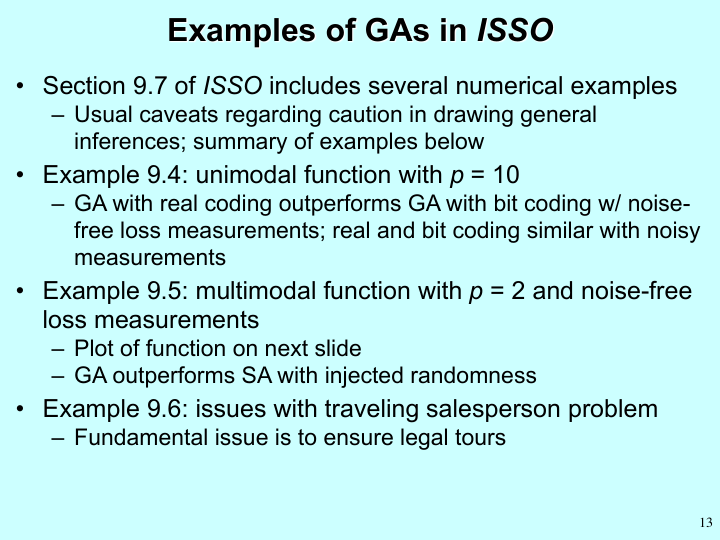 Examples of GAs in ISSO
• Section 9.7 of ISSO includes several numerical examples
– Usual caveats regarding caution in drawing general
inferences; summary of examples below
• Example 9.4: unimodal function with p = 10
– GA with real coding outperforms GA with bit coding w/ noise-
free loss measurements; real and bit coding similar with noisy
measurements
• Example 9.5: multimodal function with p = 2 and noise-free
loss measurements
– Plot of function on next slide
– GA outperforms SA with injected randomness
• Example 9.6: issues with traveling salesperson problem
– Fundamental issue is to ensure legal tours
13